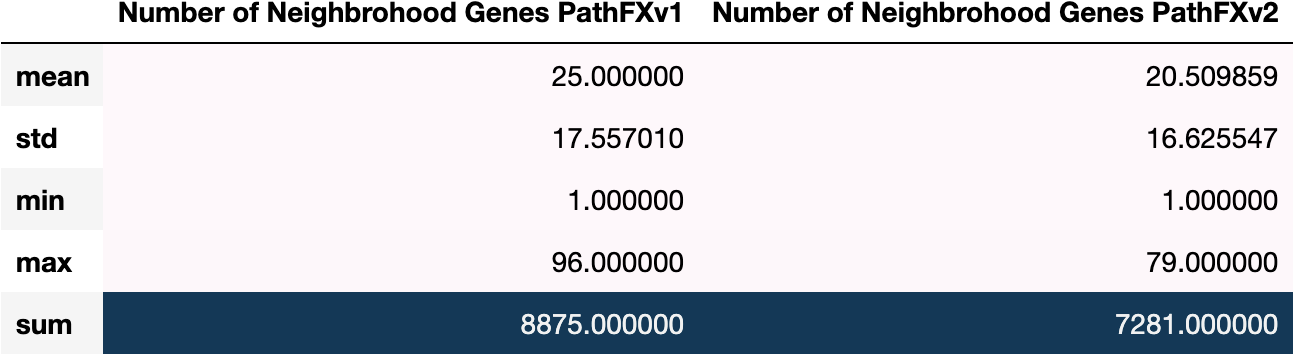 Number of Neighbrohood Genes PathFXv1 Number of Neighbrohood Genes PathFXv2
mean 25.000000 20.509859
std 17.557010 16.625547
min 1.000000 1.000000
max 96.000000 79.000000
sum 8875.000000 7281.000000